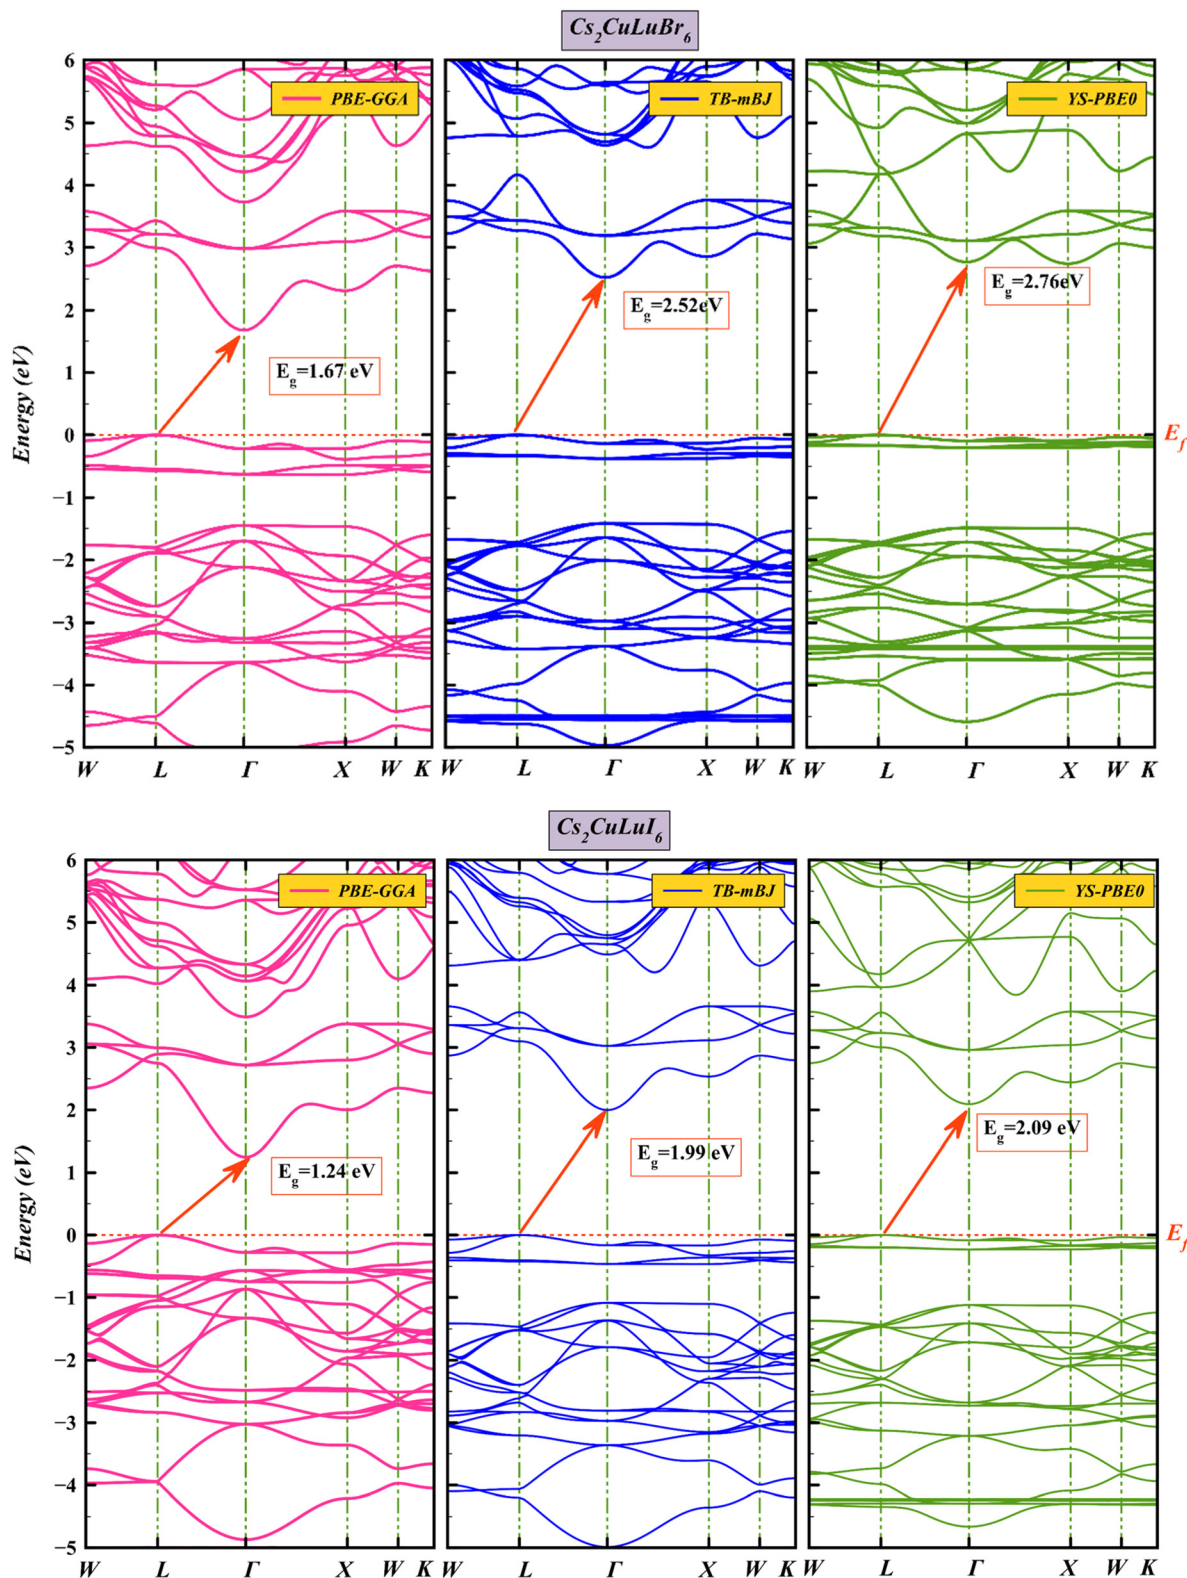 Cs2CuLuBr6
PBE-GGA
TB-mBJ
YS-PBE0
Energy (eV)
6
5
4
3
2
1
0
−1
−2
−3
−4
−5
Eg=1.67 eV
Eg=2.52eV
Eg=2.76eV
Ef
W L Γ X W K
W L Γ X W K
W L Γ X W K
Cs2CuLuI6
PBE-GGA
TB-mBJ
YS-PBE0
Energy (eV)
6
5
4
3
2
1
0
−1
−2
−3
−4
−5
Eg=1.24 eV
Eg=1.99 eV
Eg=2.09 eV
Ef
W L Γ X W K
W L Γ X W K
W L Γ X W K